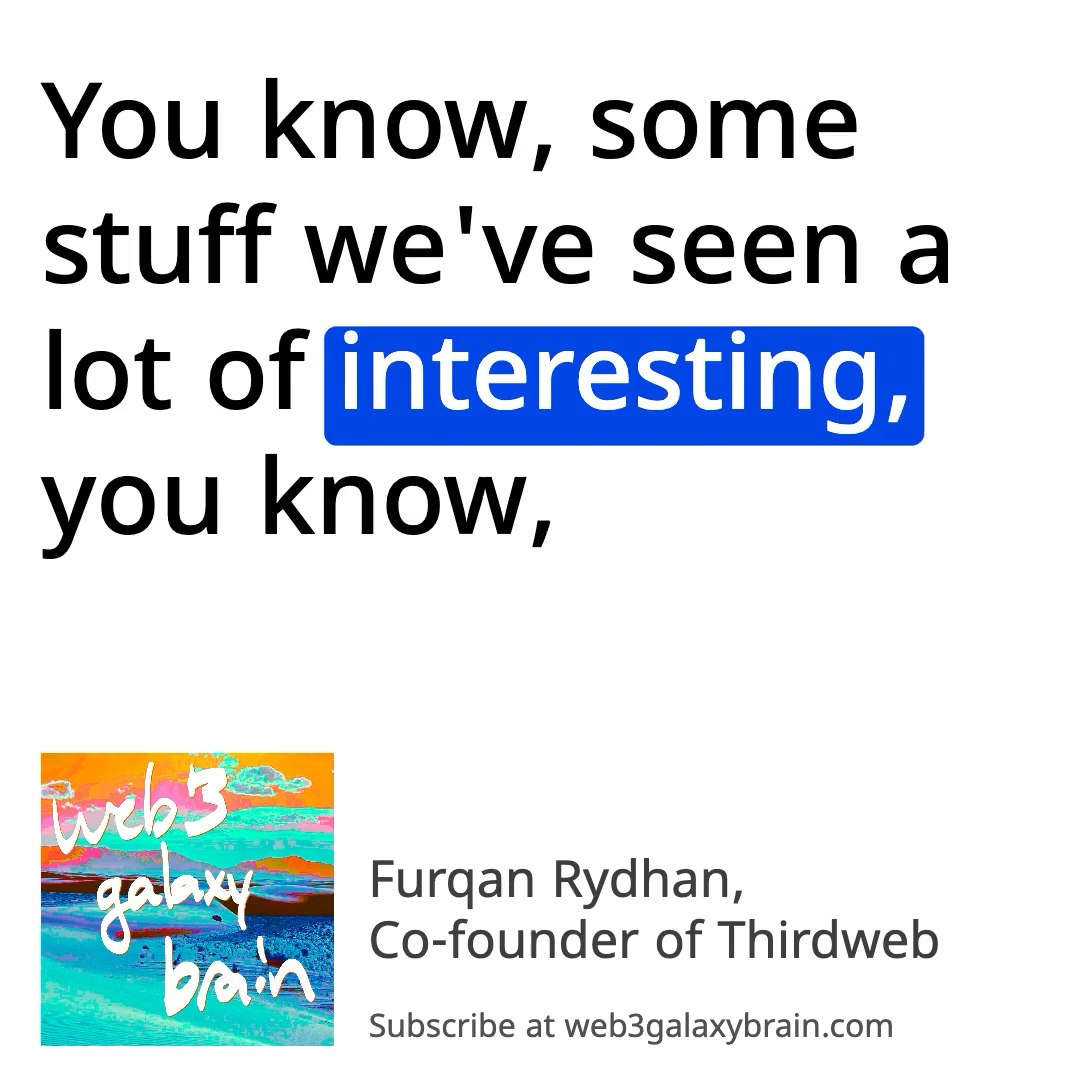 You know, some
stuff we've seen a
lot of interesting,
you know,
web3
galaxy
brain
Furqan Rydhan,
Co-founder of Thirdweb
Subscribe at web3galaxybrain.com